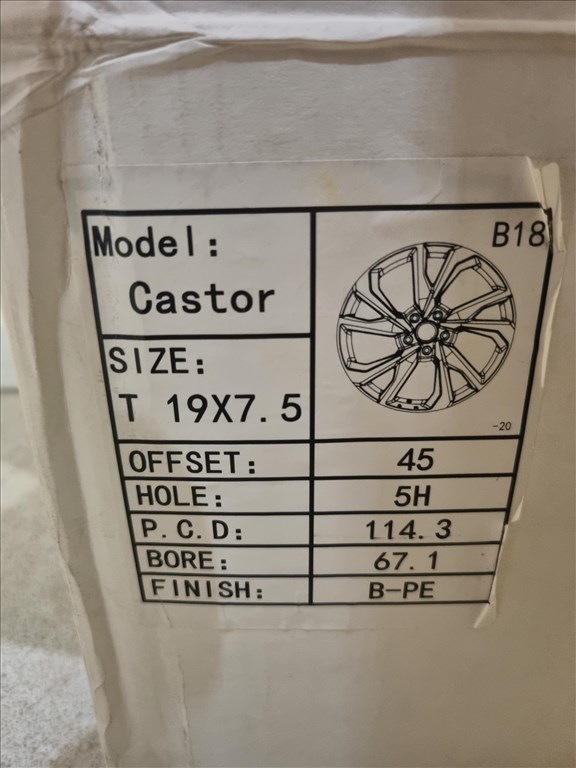 Model:
Castor
B18
SIZE:
T 19X7.5
-20
OFFSET: 45
HOLE: 5H
P.C.D: 114.3
BORE: 67.1
FINISH: B-PE